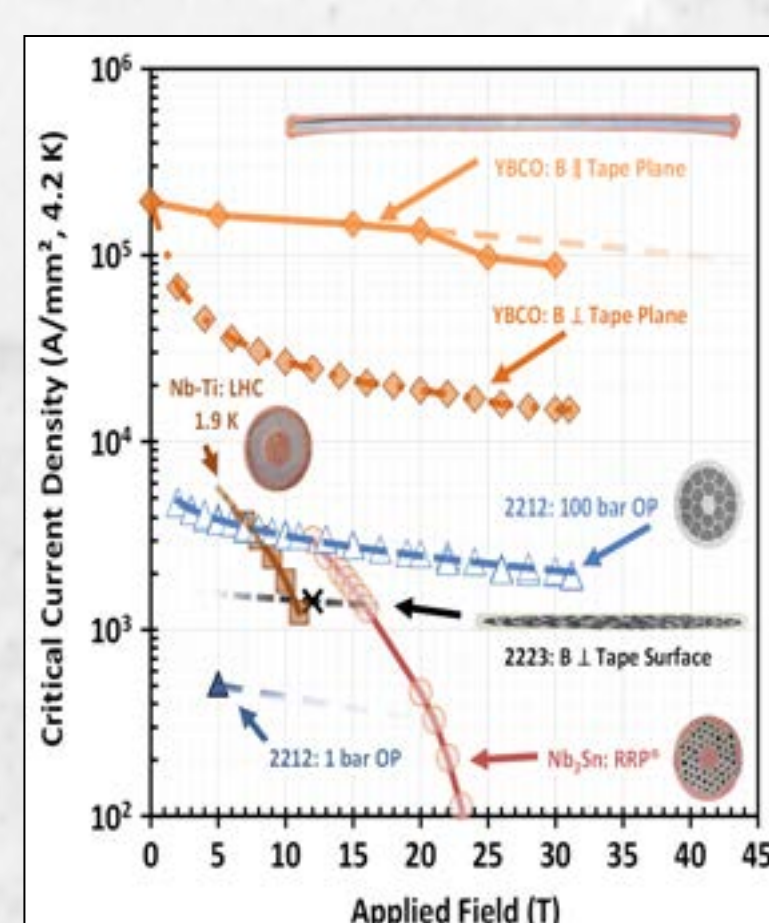 10⁶
10⁵
10⁴
10³
10²
Critical Current Density (A/mm², 4.2 K)
YBCO: B ∥ Tape Plane
YBCO: B ⊥ Tape Plane
Nb-Ti: LHC
1.9 K
2212: 100 bar OP
2223: B ⊥ Tape Surface
2212: 1 bar OP
Nb₃Sn: RRP®
0 5 10 15 20 25 30 35 40 45
Applied Field (T)